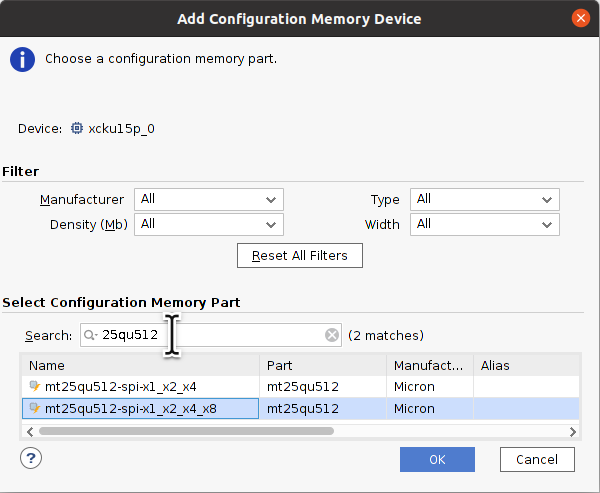 Add Configuration Memory Device
Choose a configuration memory part.
Device: xcku15p_0
Filter
Manufacturer All Type All
Density (Mb) All Width All
Reset All Filters
Select Configuration Memory Part
Search: 25qu512 (2 matches)
Name Part Manufact... Alias
mt25qu512-spi-x1_x2_x4 mt25qu512 Micron
mt25qu512-spi-x1_x2_x4_x8 mt25qu512 Micron
? OK Cancel